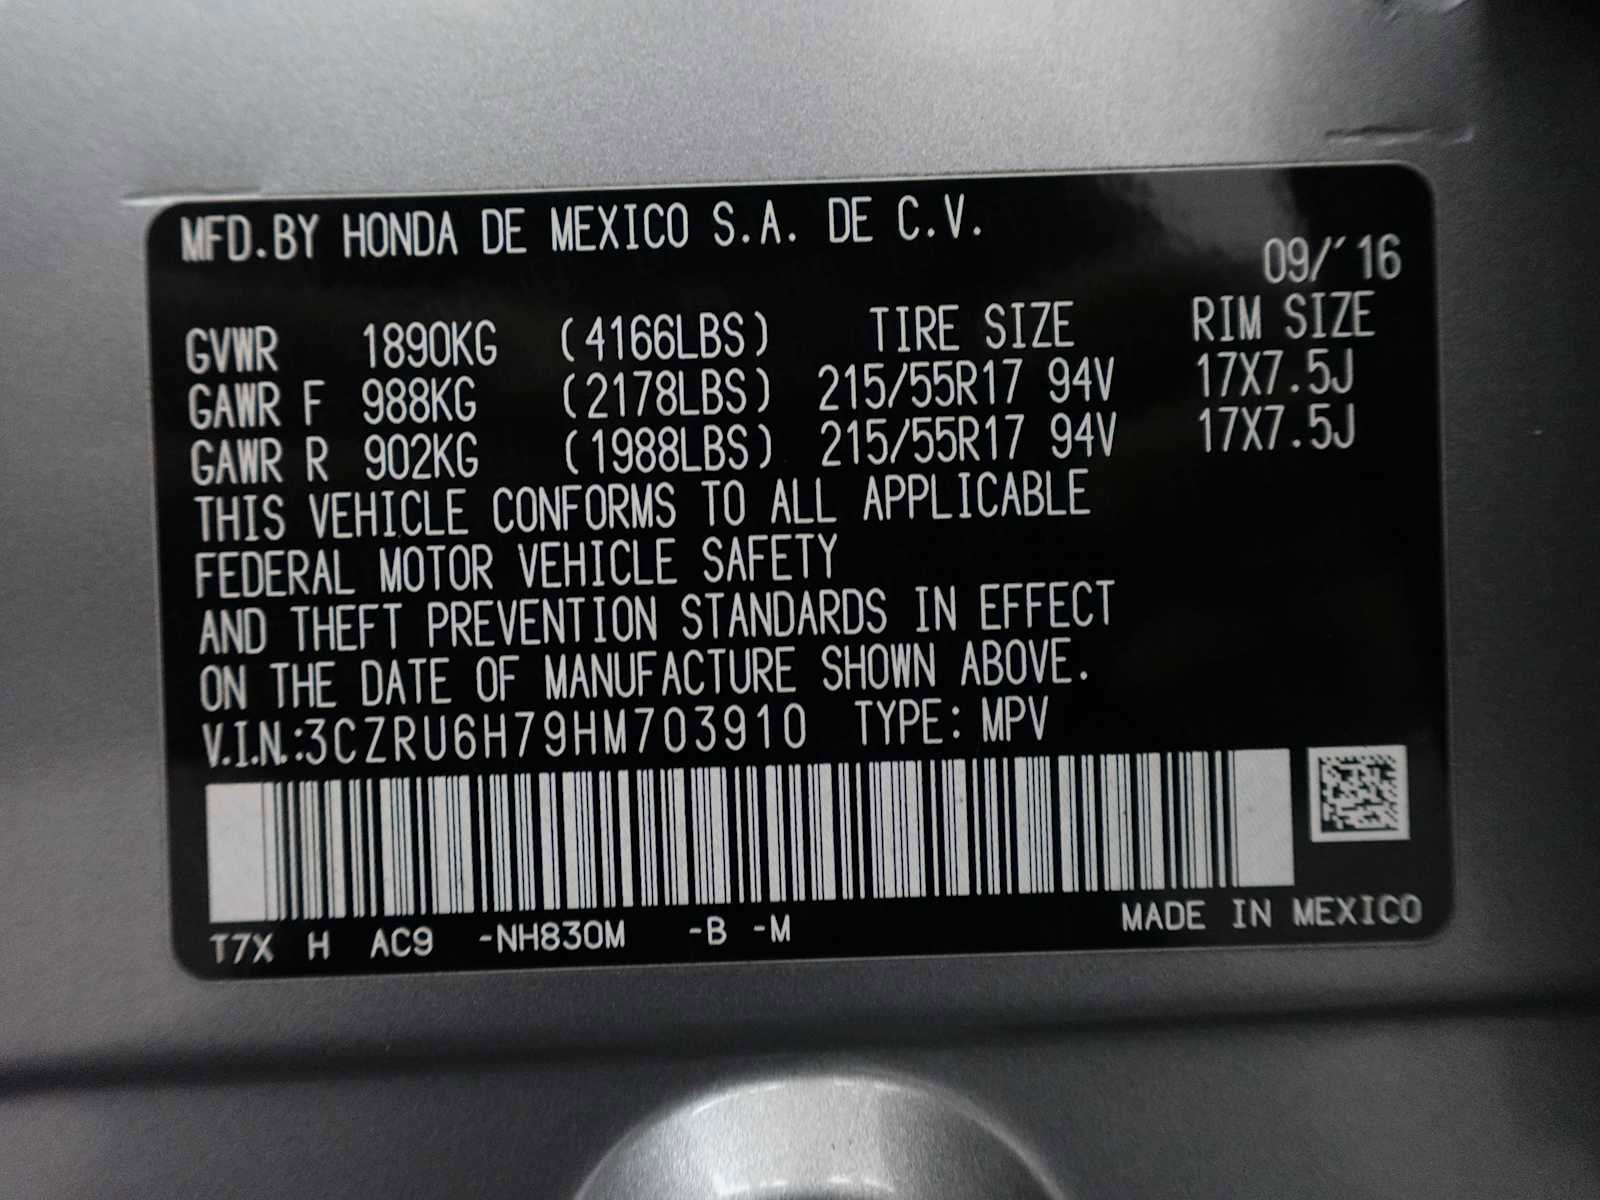 MFD.BY HONDA DE MEXICO S.A. DE C.V.
09/´16
GVWR 1890KG (4166LBS) TIRE SIZE RIM SIZE
GAWR F 988KG (2178LBS) 215/55R17 94V 17X7.5J
GAWR R 902KG (1988LBS) 215/55R17 94V 17X7.5J
THIS VEHICLE CONFORMS TO ALL APPLICABLE
FEDERAL MOTOR VEHICLE SAFETY
AND THEFT PREVENTION STANDARDS IN EFFECT
ON THE DATE OF MANUFACTURE SHOWN ABOVE.
V.I.N.:3CZRU6H79HM703910 TYPE: MPV
T7X H AC9 -NH830M -B -M MADE IN MEXICO